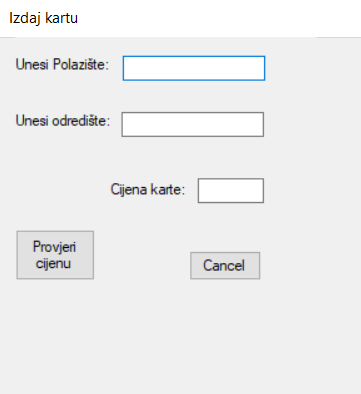 Izdaj kartu
Unesi Polazište:
Unesi odredište:
Cijena karte:
Provjeri
cijenu
Cancel